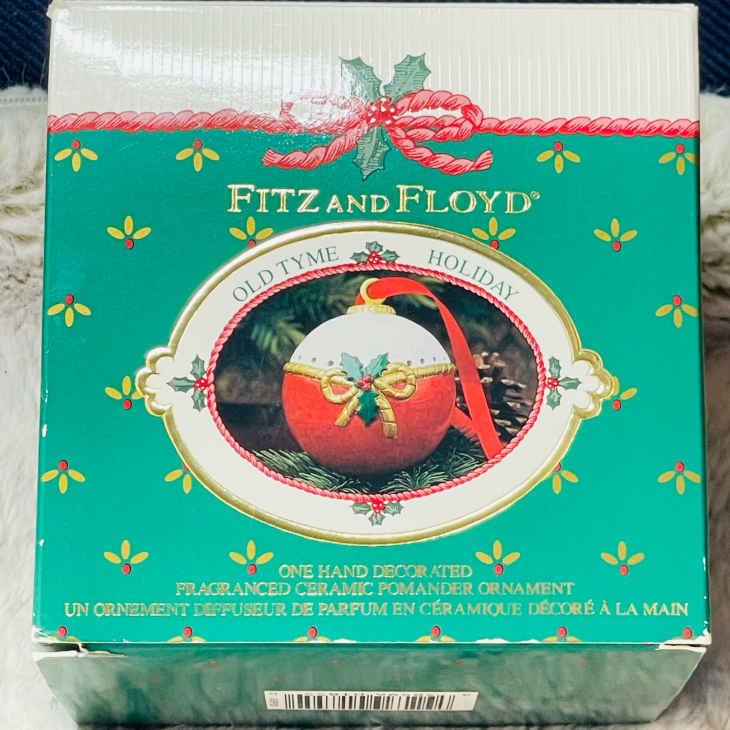 FITZ AND FLOYD®
OLD TYME HOLIDAY
ONE HAND DECORATED
FRAGRANCED CERAMIC POMANDER ORNAMENT
UN ORNEMENT DIFFUSEUR DE PARFUM EN CÉRAMIQUE DÉCORÉ À LA MAIN